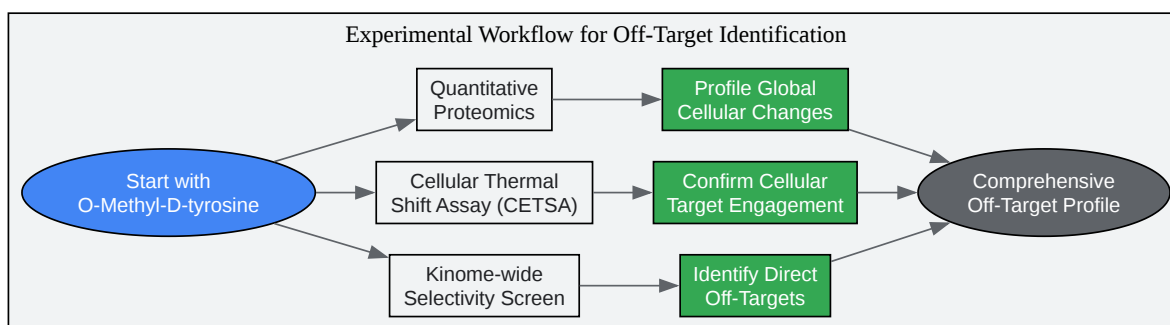 Experimental Workflow for Off-Target Identification
Quantitative
Proteomics
Profile Global
Cellular Changes
Start with
O-Methyl-D-tyrosine
Cellular Thermal
Shift Assay (CETSA)
Confirm Cellular
Target Engagement
Comprehensive
Off-Target Profile
Kinome-wide
Selectivity Screen
Identify Direct
Off-Targets